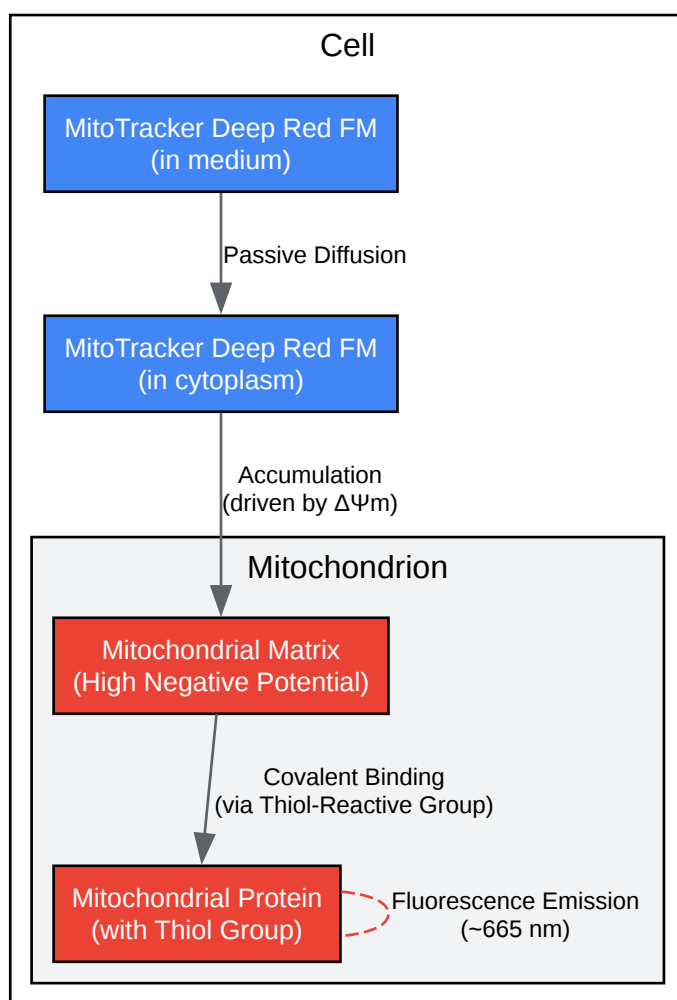 Cell
MitoTracker Deep Red FM
(in medium)
Passive Diffusion
MitoTracker Deep Red FM
(in cytoplasm)
Accumulation
(driven by ΔΨm)
Mitochondrion
Mitochondrial Matrix
(High Negative Potential)
Covalent Binding
(via Thiol-Reactive Group)
Mitochondrial Protein
(with Thiol Group)
Fluorescence Emission
(~665 nm)